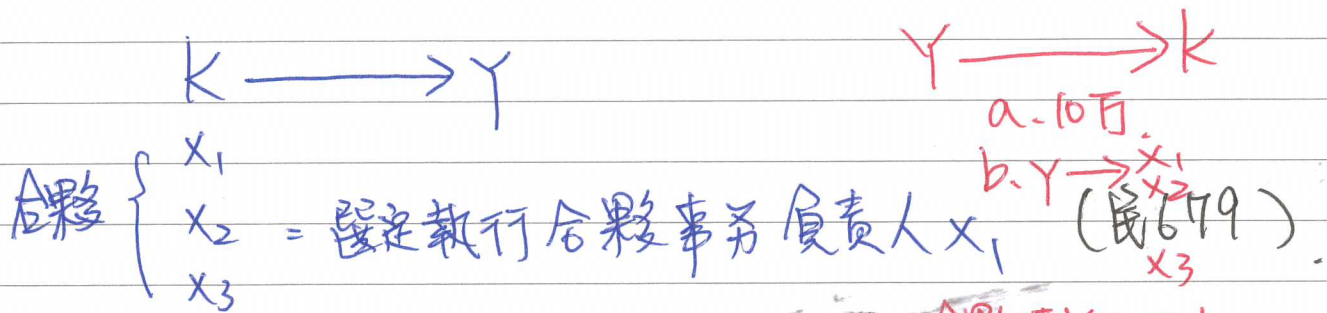 K → Y
Y → K
a. 10万.
X₁
b. Y → X₁
X₂
X₃
合夥 { X₂ = 選定執行合夥事务負責人 X₁ (民679).
X₃